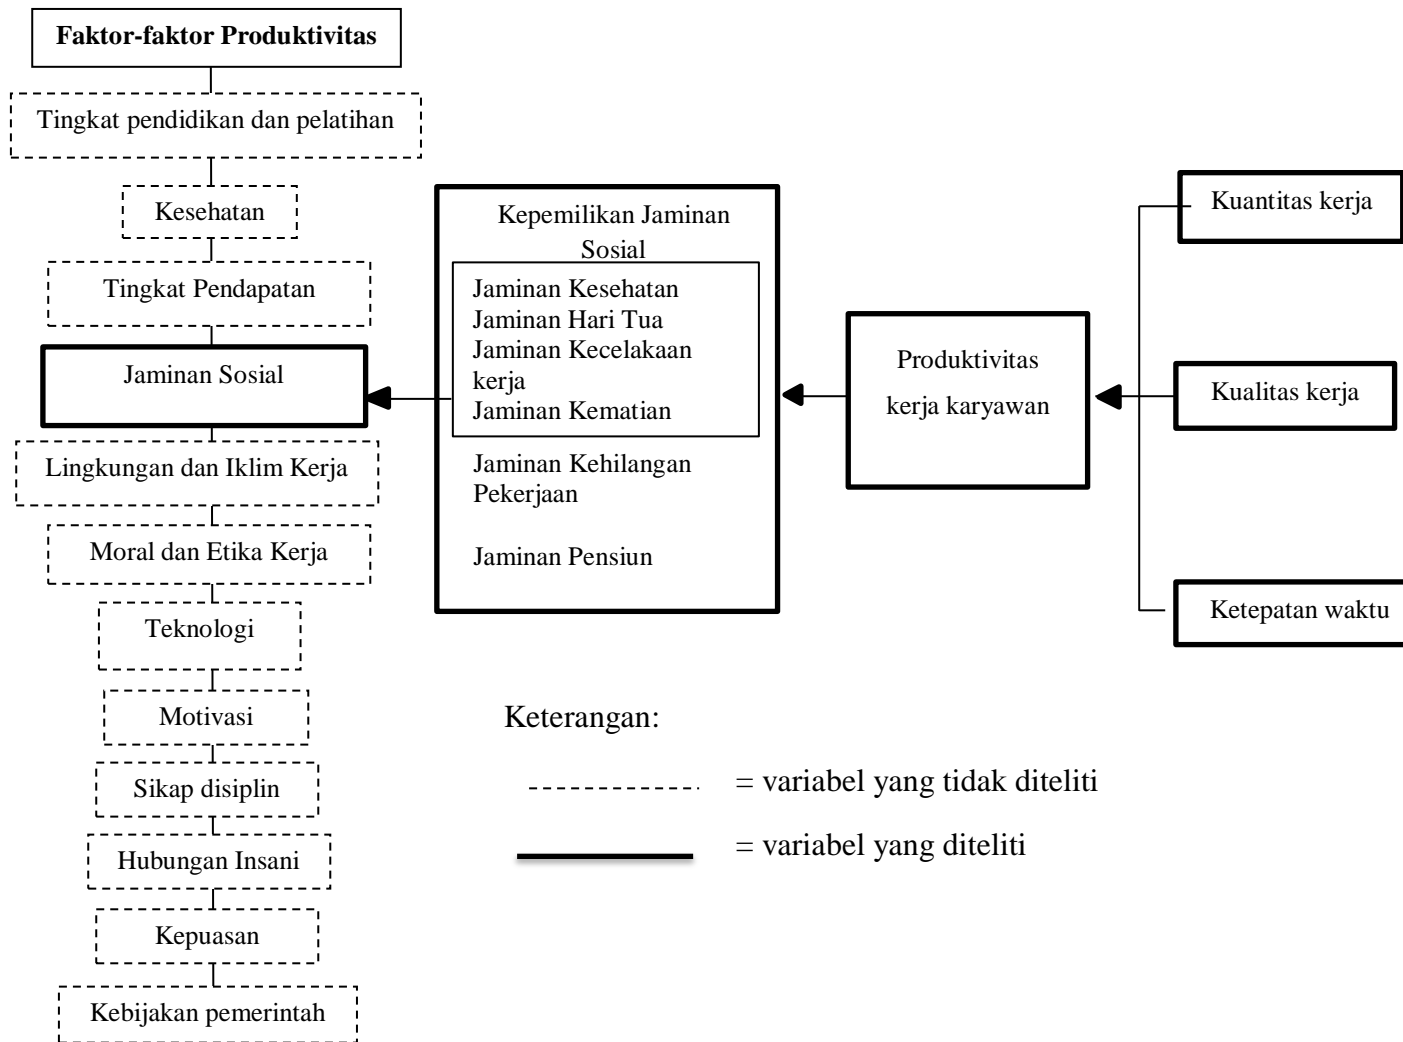 Faktor-faktor Produktivitas
Tingkat pendidikan dan pelatihan
Kesehatan
Tingkat Pendapatan
Jaminan Sosial
Lingkungan dan Iklim Kerja
Moral dan Etika Kerja
Teknologi
Motivasi
Sikap disiplin
Hubungan Insani
Kepuasan
Kebijakan pemerintah
Kepemilikan Jaminan
Sosial
Jaminan Kesehatan
Jaminan Hari Tua
Jaminan Kecelakaan
kerja
Jaminan Kematian
Jaminan Kehilangan
Pekerjaan
Jaminan Pensiun
Produktivitas
kerja karyawan
Kuantitas kerja
Kualitas kerja
Ketepatan waktu
Keterangan:
= variabel yang tidak diteliti
= variabel yang diteliti